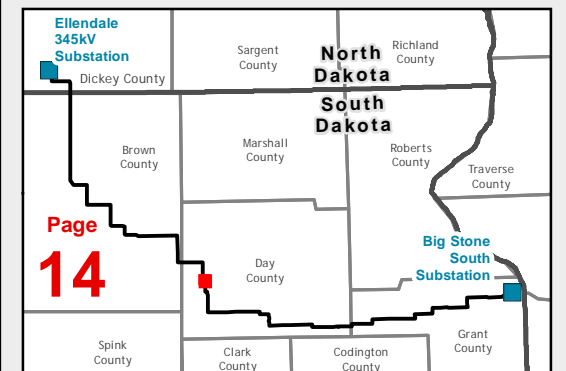 Ellendale
345kV
Substation
Dickey County
Sargent
County
Richland
County
North
Dakota
South
Dakota
Brown
County
Marshall
County
Roberts
County
Traverse
County
Page
14
Day
County
Big Stone
South
Substation
Grant
County
Spink
County
Clark
County
Codington
County